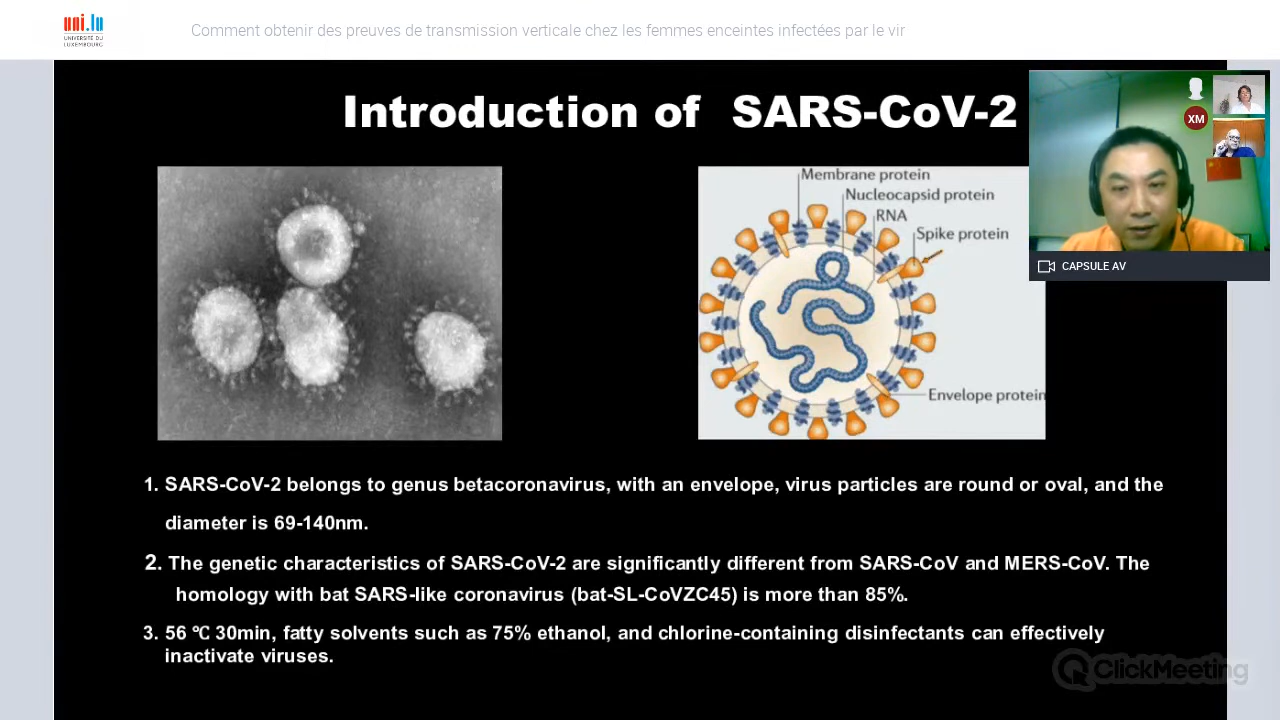 uni.lu
UNIVERSITÉ DU
LUXEMBOURG
Comment obtenir des preuves de transmission verticale chez les femmes enceintes infectées par le vir
Introduction of SARS-CoV-2
XM
CAPSULE AV
Membrane protein
Nucleocapsid protein
RNA
Spike protein
Envelope protein
1. SARS-CoV-2 belongs to genus betacoronavirus, with an envelope, virus particles are round or oval, and the
diameter is 69-140nm.
2. The genetic characteristics of SARS-CoV-2 are significantly different from SARS-CoV and MERS-CoV. The
homology with bat SARS-like coronavirus (bat-SL-CoVZC45) is more than 85%.
3. 56 ℃ 30min, fatty solvents such as 75% ethanol, and chlorine-containing disinfectants can effectively
inactivate viruses.
ClickMeeting